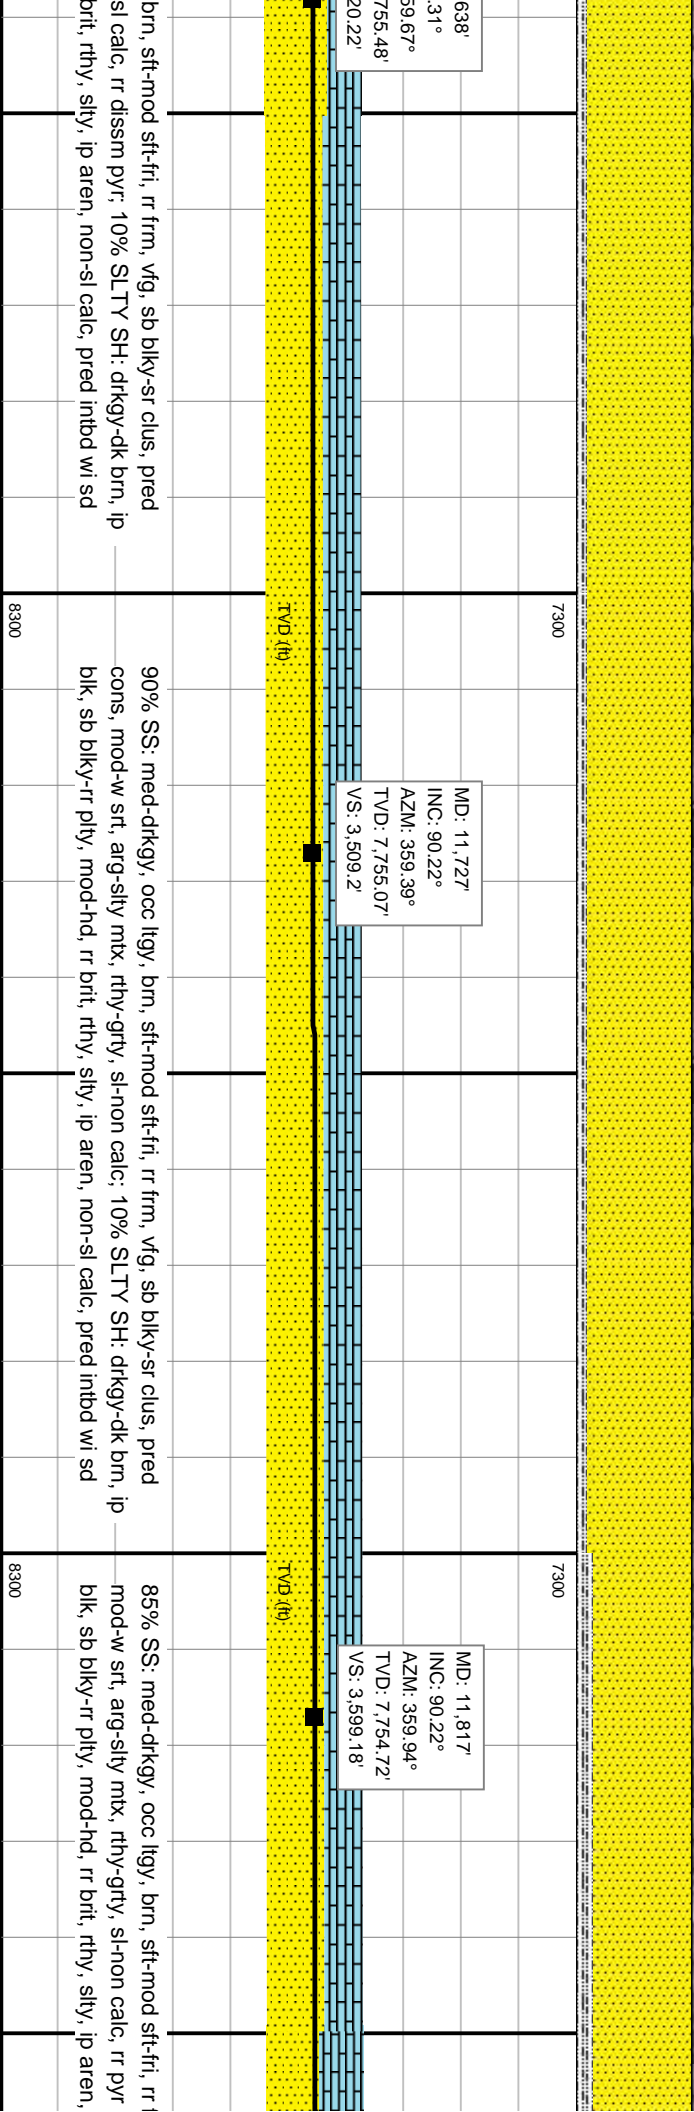 638'
.31°
59.67°
755.48'
20.22'
brn, sft-mod sft-fri, rr frm, vfg, sb blky-sr clus, pred
sl calc, rr dissm pyr; 10% SLTY SH: drkgy-dk brn, ip
brit, rthy, slty, ip aren, non-sl calc, pred intbd wi sd
7300
TVD (ft)
8300
MD: 11,727'
INC: 90.22°
AZM: 359.39°
TVD: 7,755.07'
VS: 3,509.2'
90% SS: med-drkgy, occ ltgy, brn, sft-mod sft-fri, rr frm, vfg, sb blky-sr clus, pred
cons, mod-w srt, arg-slty mtx, rthy-grty, sl-non calc; 10% SLTY SH: drkgy-dk brn, ip
blk, sb blky-rr plty, mod-hd, rr brit, rthy, slty, ip aren, non-sl calc, pred intbd wi sd
7300
TVD (ft)
8300
MD: 11,817'
INC: 90.22°
AZM: 359.94°
TVD: 7,754.72'
VS: 3,599.18'
85% SS: med-drkgy, occ ltgy, brn, sft-mod sft-fri, rr
mod-w srt, arg-slty mtx, rthy-grty, sl-non calc, rr pyr
blk, sb blky-rr plty, mod-hd, rr brit, rthy, slty, ip aren,